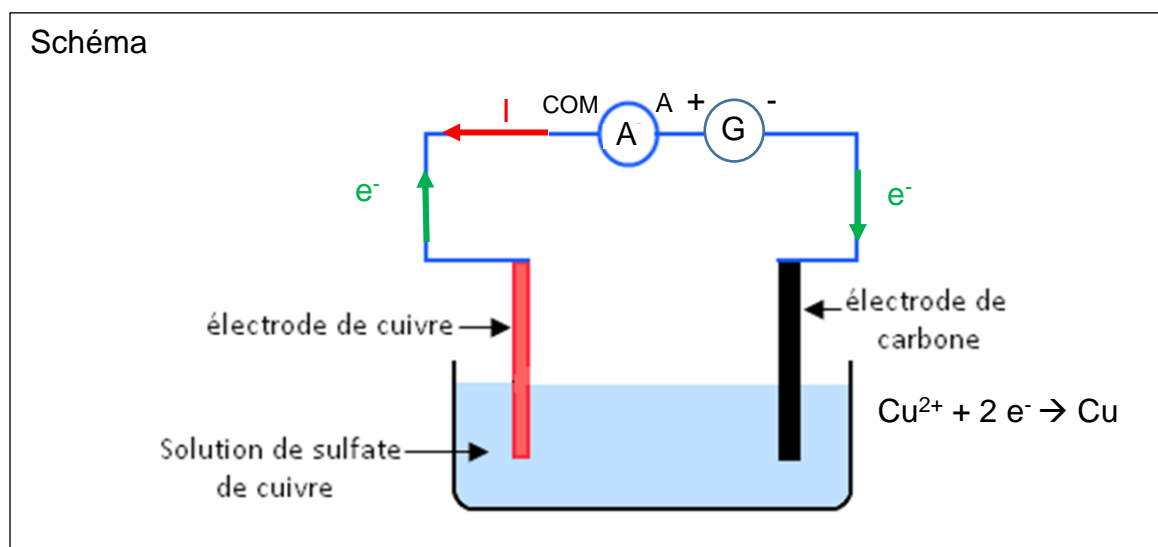 Schéma
I
COM
A
A
+
G
-
e-
e-
électrode de cuivre
électrode de
carbone
Cu²⁺ + 2 e⁻ → Cu
Solution de sulfate
de cuivre